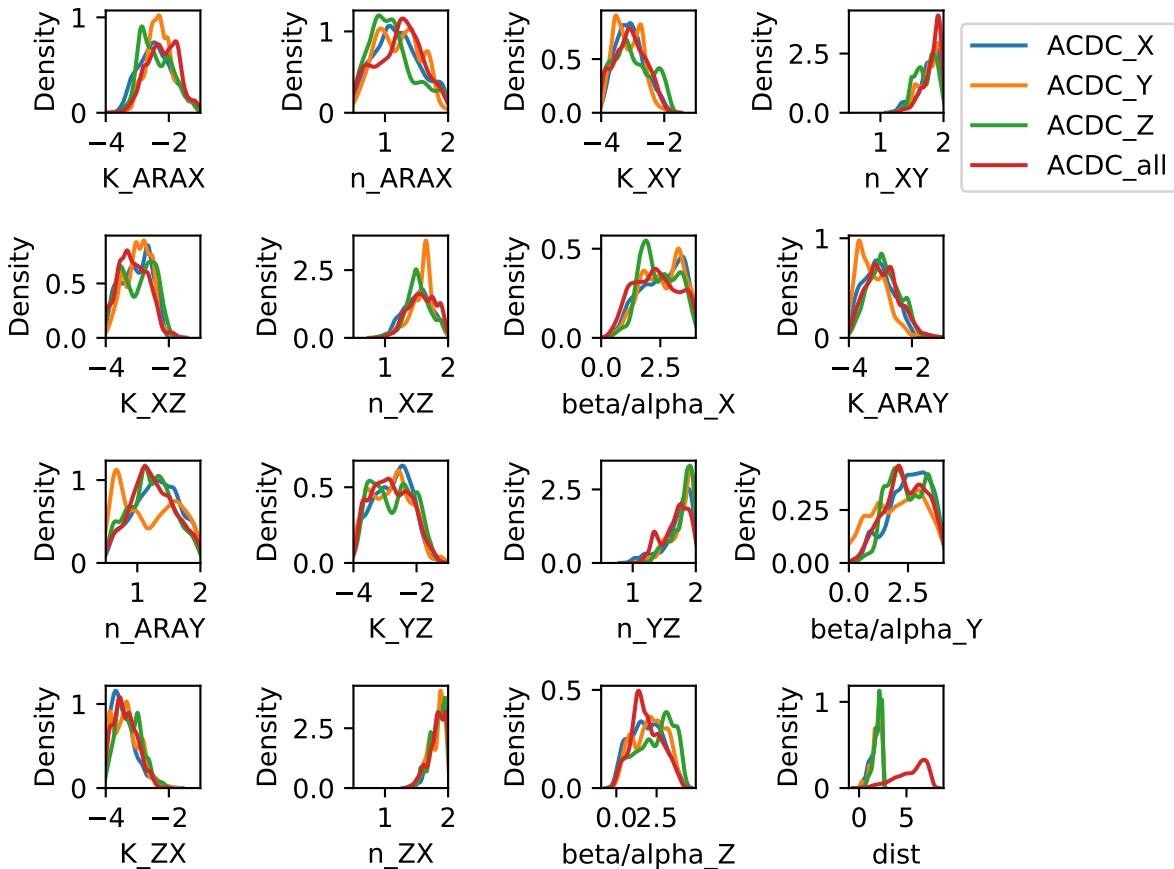 Density
1
0
−4
−2
K_ARAX
Density
1
0
1
2
n_ARAX
Density
0.5
0.0
−4
−2
K_XY
Density
2.5
0.0
1
2
n_XY
ACDC_X
ACDC_Y
ACDC_Z
ACDC_all
Density
0.5
0.0
−4
−2
K_XZ
Density
2.5
0.0
1
2
n_XZ
Density
0.5
0.0
0.0
2.5
beta/alpha_X
Density
1
0
−4
−2
K_ARAY
Density
1
0
1
2
n_ARAY
Density
0.5
0.0
−4
−2
K_YZ
Density
2.5
0.0
1
2
n_YZ
Density
0.25
0.00
0.0
2.5
beta/alpha_Y
Density
1
0
−4
−2
K_ZX
Density
2.5
0.0
1
2
n_ZX
Density
0.5
0.0
0.0
2.5
beta/alpha_Z
Density
1
0
0
5
dist